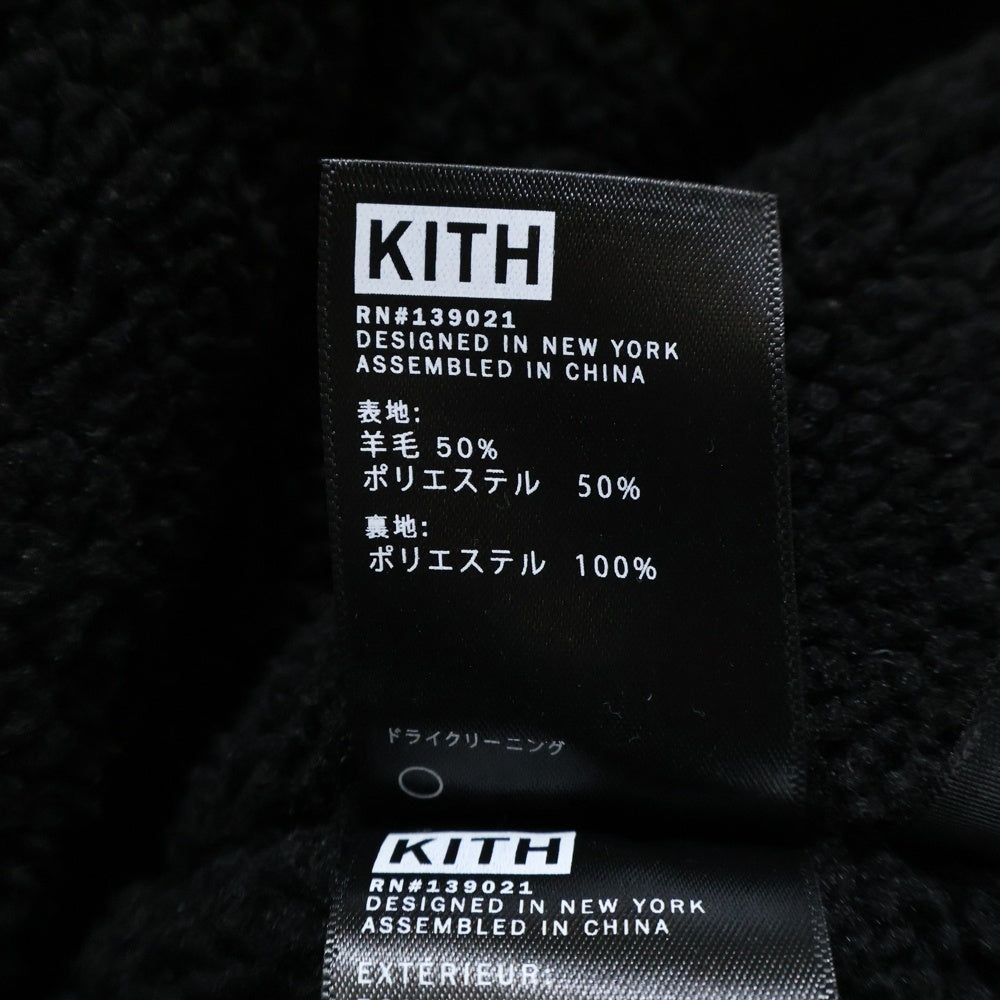 KITH
RN#139021
DESIGNED IN NEW YORK
ASSEMBLED IN CHINA
表地:
羊毛 50%
ポリエステル 50%
裏地:
ポリエステル 100%
ドライクリーニング
KITH
RN#139021
DESIGNED IN NEW YORK
ASSEMBLED IN CHINA
EXTÉRIEUR: